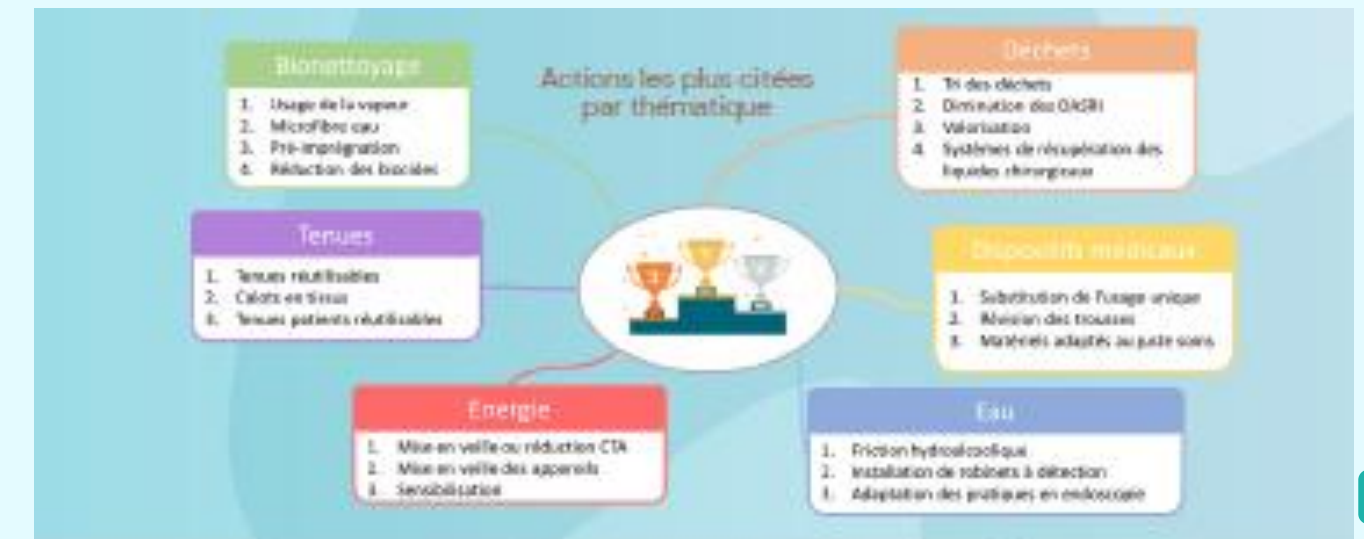 Actions les plus citées
par thématique
Bionettoyage
1. Usage de la vapeur
2. Microfibre eau
3. Pré-imprégnation
4. Réduction des biocides
Déchets
1. Tri des déchets
2. Diminution des DASRI
3. Valorisation
4. Systèmes de récupération des
liquides chirurgicaux
Tenues
1. Tenues réutilisables
2. Calots en tissus
3. Tenues patients réutilisables
Dispositifs médicaux
1. Substitution de l'usage unique
2. Révision des trousses
3. Matériels adaptés au juste soins
Energie
1. Mise en veille ou réduction CTA
2. Mise en veille des appareils
3. Sensibilisation
Eau
1. Friction hydroalcoolique
2. Installation de robinets à détection
3. Adaptation des pratiques en endoscopie